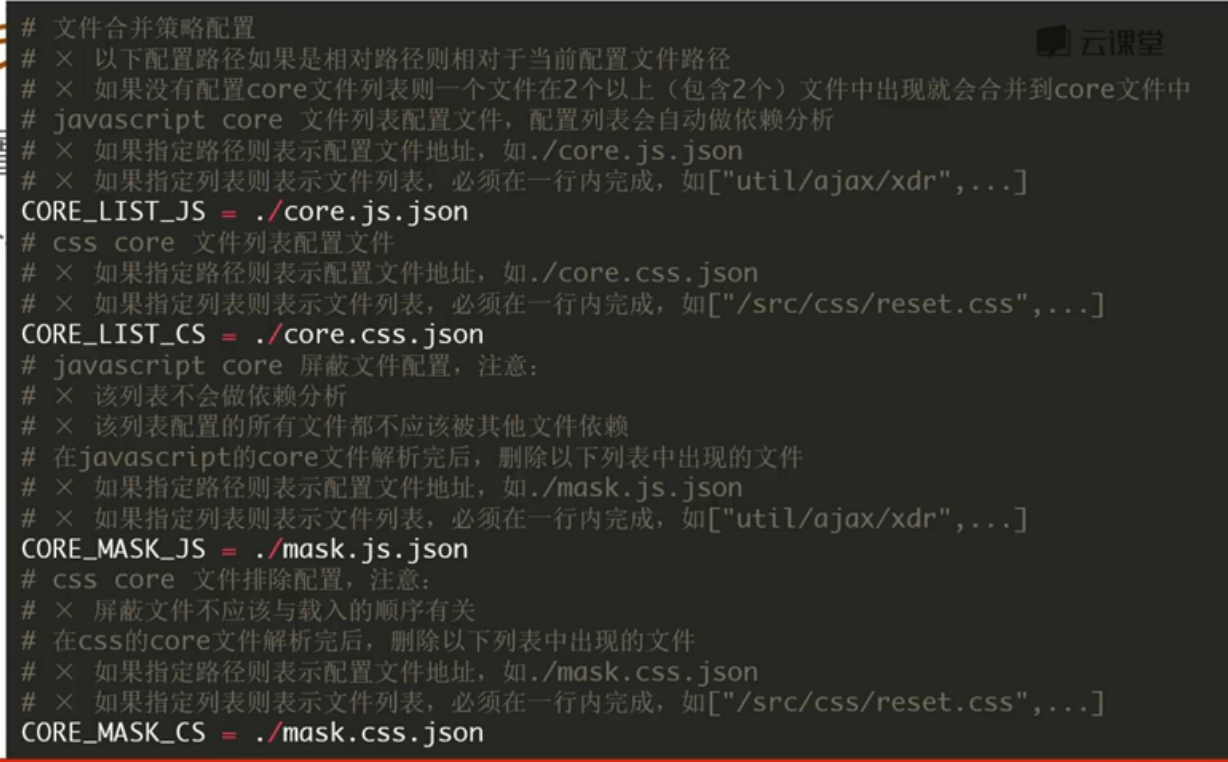 # 文件合并策略配置
云课堂
# × 以下配置路径如果是相对路径则相对于当前配置文件路径
# × 如果没有配置core文件列表则一个文件在2个以上（包含2个）文件中出现就会合并到core文件中
# javascript core 文件列表配置文件，配置列表会自动做依赖分析
# × 如果指定路径则表示配置文件地址，如./core.js.json
# × 如果指定列表则表示文件列表，必须在一行内完成，如["util/ajax/xdr",...]
CORE_LIST_JS = ./core.js.json
# css core 文件列表配置文件
# × 如果指定路径则表示配置文件地址，如./core.css.json
# × 如果指定列表则表示文件列表，必须在一行内完成，如["/src/css/reset.css",...]
CORE_LIST_CS = ./core.css.json
# javascript core 屏蔽文件配置，注意：
# × 该列表不会做依赖分析
# × 该列表配置的所有文件都不应该被其他文件依赖
# 在javascript的core文件解析完后，删除以下列表中出现的文件
# × 如果指定路径则表示配置文件地址，如./mask.js.json
# × 如果指定列表则表示文件列表，必须在一行内完成，如["util/ajax/xdr",...]
CORE_MASK_JS = ./mask.js.json
# css core 文件排除配置，注意：
# × 屏蔽文件不应该与载入的顺序有关
# 在css的core文件解析完后，删除以下列表中出现的文件
# × 如果指定路径则表示配置文件地址，如./mask.css.json
# × 如果指定列表则表示文件列表，必须在一行内完成，如["/src/css/reset.css",...]
CORE_MASK_CS = ./mask.css.json